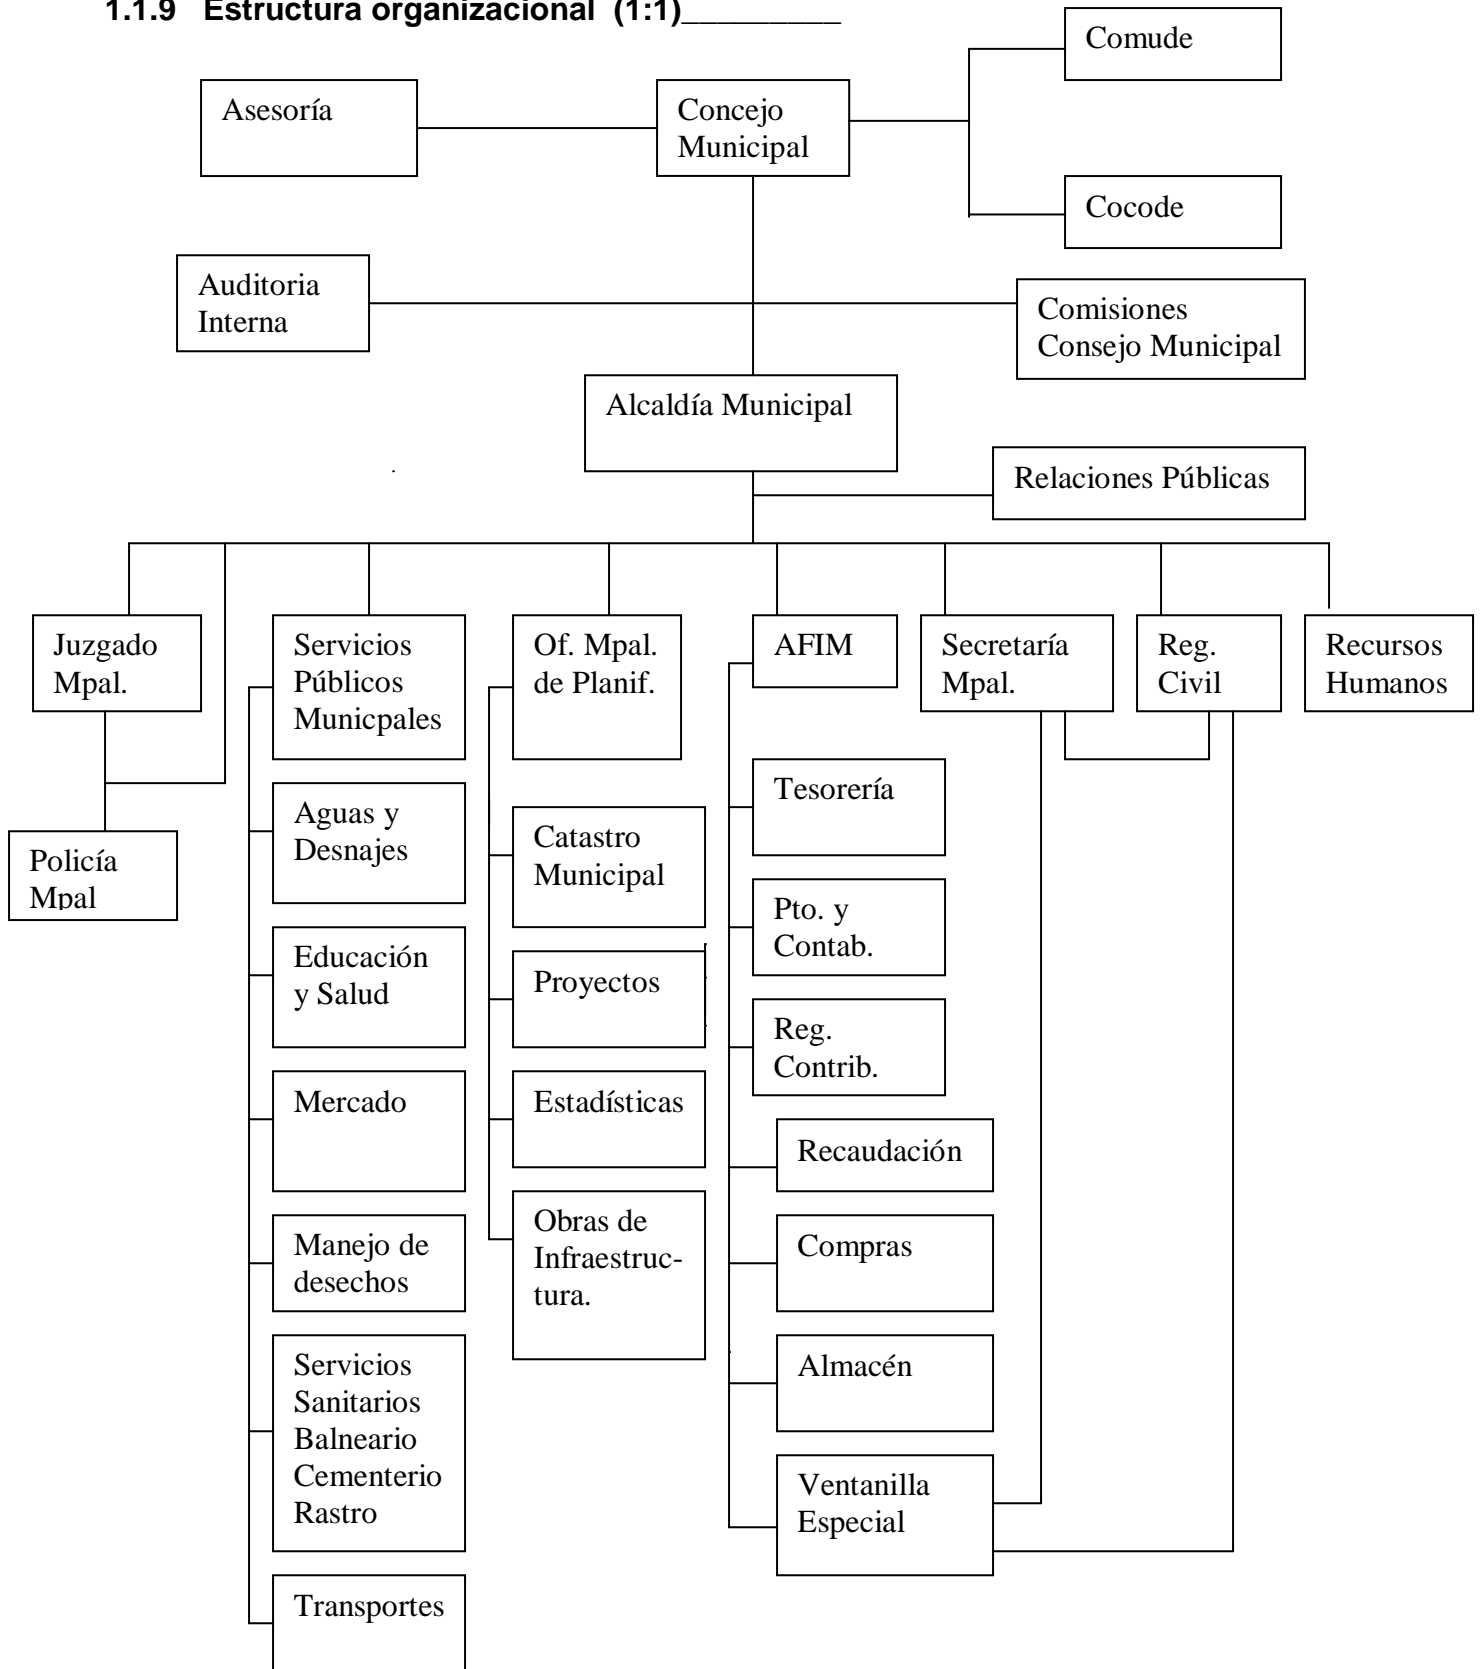 1.1.9 Estructura organizacional (1:1)_________
Comude
Asesoría
Concejo
Municipal
Cocode
Auditoria
Interna
Comisiones
Consejo Municipal
Alcaldía Municipal
Relaciones Públicas
Juzgado
Mpal.
Servicios
Públicos
Municpales
Of. Mpal.
de Planif.
AFIM
Secretaría
Mpal.
Reg.
Civil
Recursos
Humanos
Policía
Mpal
Aguas y
Desnajes
Educación
y Salud
Mercado
Manejo de
desechos
Servicios
Sanitarios
Balneario
Cementerio
Rastro
Transportes
Catastro
Municipal
Proyectos
Estadísticas
Obras de
Infraestruc-
tura.
Tesorería
Pto. y
Contab.
Reg.
Contrib.
Recaudación
Compras
Almacén
Ventanilla
Especial